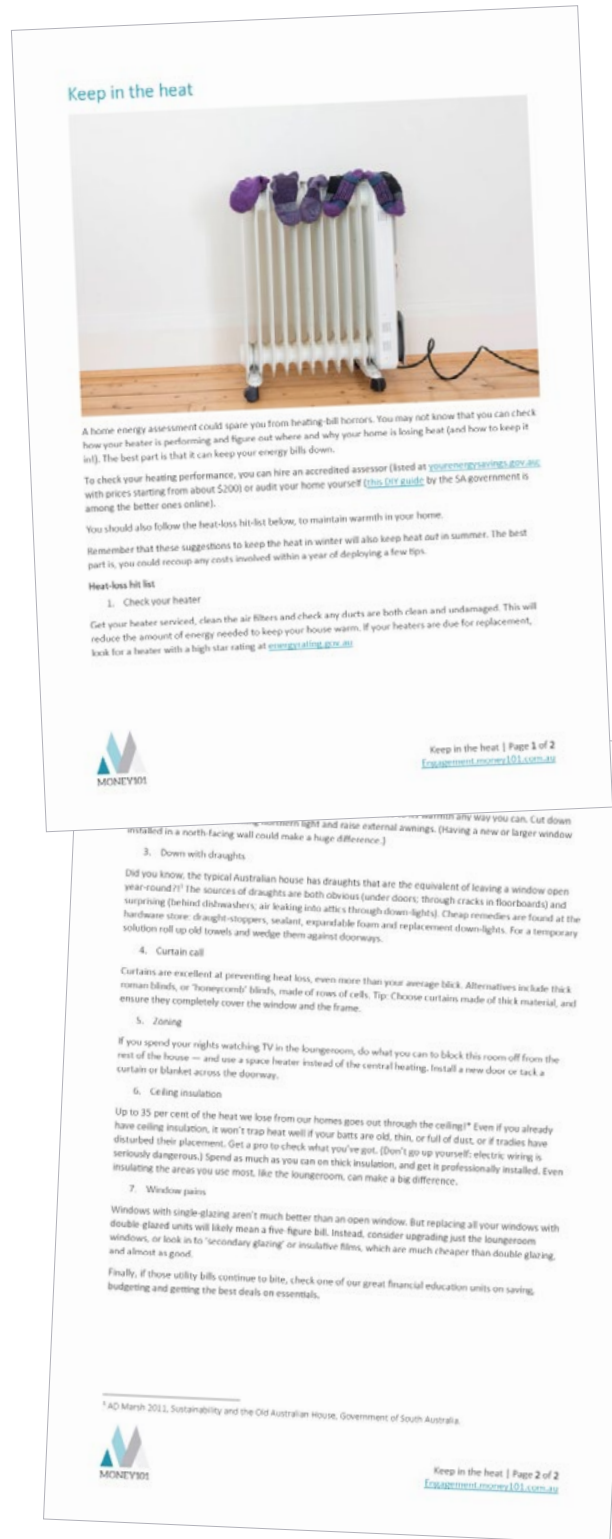 Keep in the heat
A home energy assessment could spare you from heating-bill horrors. You may not know that you can check
how your heater is performing and figure out where and why your home is losing heat (and how to keep it
in!). The best part is that it can keep your energy bills down.
To check your heating performance, you can hire an accredited assessor (listed at yourenergysavings.gov.au;
with prices starting from about $200) or audit your home yourself (this DIY guide by the SA government is
among the better ones online).
You should also follow the heat-loss hit-list below, to maintain warmth in your home.
Remember that these suggestions to keep the heat in winter will also keep heat out in summer. The best
part is, you could recoup any costs involved within a year of deploying a few tips.
Heat-loss hit list
1. Check your heater
Get your heater serviced, clean the air filters and check any ducts are both clean and undamaged. This will
reduce the amount of energy needed to keep your house warm. If your heaters are due for replacement,
look for a heater with a high star rating at energyrating.gov.au
MONEY101
Keep in the heat | Page 1 of 2
Engagement.money101.com.au
northern light and raise external awnings. (Having a new or larger window
warmth any way you can. Cut down
installed in a north-facing wall could make a huge difference.)
3. Down with draughts
Did you know, the typical Australian house has draughts that are the equivalent of leaving a window open
year-round?!¹ The sources of draughts are both obvious (under doors; through cracks in floorboards) and
surprising (behind dishwashers; air leaking into attics through down-lights). Cheap remedies are found at the
hardware store: draught-stoppers, sealant, expandable foam and replacement down-lights. For a temporary
solution roll up old towels and wedge them against doorways.
4. Curtain call
Curtains are excellent at preventing heat loss, even more than your average blick. Alternatives include thick
roman blinds, or 'honeycomb' blinds, made of rows of cells. Tip: Choose curtains made of thick material, and
ensure they completely cover the window and the frame.
5. Zoning
If you spend your nights watching TV in the loungeroom, do what you can to block this room off from the
rest of the house — and use a space heater instead of the central heating. Install a new door or tack a
curtain or blanket across the doorway.
6. Ceiling insulation
Up to 35 per cent of the heat we lose from our homes goes out through the ceiling!* Even if you already
have ceiling insulation, it won't trap heat well if your batts are old, thin, or full of dust, or if tradies have
disturbed their placement. Get a pro to check what you've got. (Don't go up yourself: electric wiring is
seriously dangerous.) Spend as much as you can on thick insulation, and get it professionally installed. Even
insulating the areas you use most, like the loungeroom, can make a big difference.
7. Window pains
Windows with single-glazing aren't much better than an open window. But replacing all your windows with
double glazed units will likely mean a five-figure bill. Instead, consider upgrading just the loungeroom
windows, or look in to 'secondary glazing' or insulative films, which are much cheaper than double glazing,
and almost as good.
Finally, if those utility bills continue to bite, check one of our great financial education units on saving,
budgeting and getting the best deals on essentials.
¹ AD Marsh 2011, Sustainability and the Old Australian House, Government of South Australia.
MONEY101
Keep in the heat | Page 2 of 2
Engagement.money101.com.au